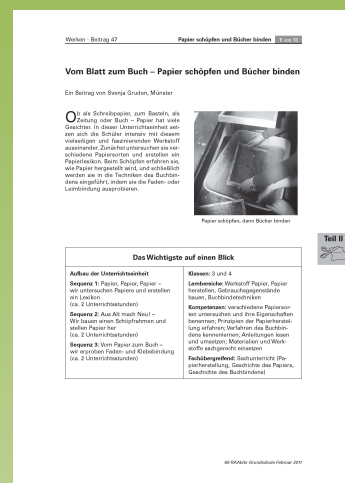 Werken · Beitrag 47
Papier schöpfen und Bücher binden
1 von 10
Vom Blatt zum Buch – Papier schöpfen und Bücher binden
Ein Beitrag von Svenja Gruden, Münster
Ob als Schreibpapier, zum Basteln, als
Zeitung oder Buch – Papier hat viele
Gesichter. In dieser Unterrichtseinheit set-
zen sich die Schüler intensiv mit diesem
vielseitigen und faszinierenden Werkstoff
auseinander. Zunächst untersuchen sie ver-
schiedene Papiersorten und erstellen ein
Papierlexikon. Beim Schöpfen erfahren sie,
wie Papier hergestellt wird, und schließlich
werden sie in die Techniken des Buchbin-
dens eingeführt, indem sie die Faden- oder
Leimbindung ausprobieren.
Papier schöpfen, dann Bücher binden
Teil II
Das Wichtigste auf einen Blick
Aufbau der Unterrichtseinheit
Sequenz 1: Papier, Papier, Papier –
wir untersuchen Papiere und erstellen
ein Lexikon
(ca. 2 Unterrichtsstunden)
Sequenz 2: Aus Alt mach Neu! –
Wir bauen einen Schöpfrahmen und
stellen Papier her
(ca. 2 Unterrichtsstunden)
Sequenz 3: Vom Papier zum Buch –
wir erproben Faden- und Klebebindung
(ca. 2 Unterrichtsstunden)
Klassen: 3 und 4
Lernbereiche: Werkstoff Papier, Papier
herstellen, Gebrauchsgegenstände
bauen, Buchbindetechniken
Kompetenzen: verschiedene Papiersor-
ten untersuchen und ihre Eigenschaften
benennen; Prinzipien der Papierherstel-
lung erfahren; Verfahren des Buchbin-
dens kennenlernen; Anleitungen lesen
und umsetzen; Materialien und Werk-
stoffe sachgerecht einsetzen
Fachübergreifend: Sachunterricht (Pa-
pierherstellung, Geschichte des Papiers,
Geschichte des Buchbindens)
69 RAAbits Grundschule Februar 2011